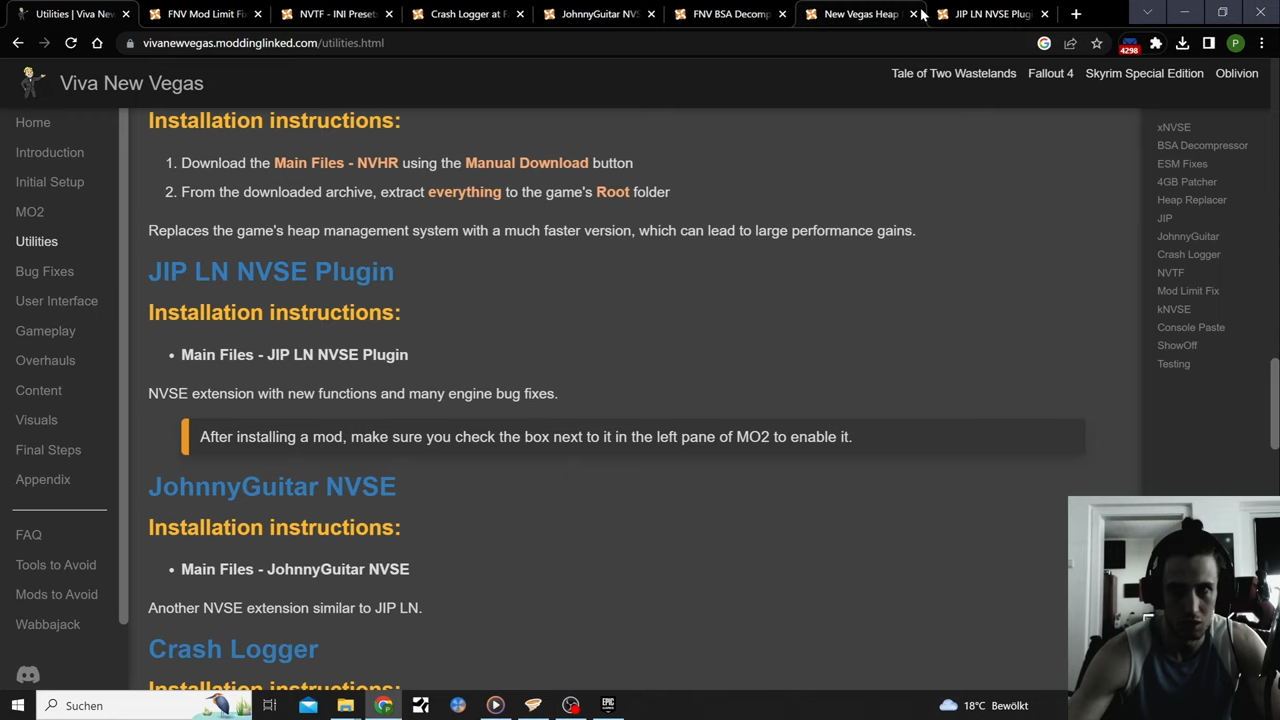 Utilities | Viva New
FNV Mod Limit Fi
NVTF - INI Presets
Crash Logger at F
JohnnyGuitar NVS
FNV BSA Decomp
New Vegas Heap
JIP LN NVSE Plugi
vivanewvegas.moddinglinked.com/utilities.html
4298
P
Viva New Vegas
Tale of Two Wastelands
Fallout 4
Skyrim Special Edition
Oblivion
Home
Introduction
Initial Setup
MO2
Utilities
Bug Fixes
User Interface
Gameplay
Overhauls
Content
Visuals
Final Steps
Appendix
FAQ
Tools to Avoid
Mods to Avoid
Wabbajack
Installation instructions:
1. Download the Main Files - NVHR using the Manual Download button
2. From the downloaded archive, extract everything to the game's Root folder
Replaces the game's heap management system with a much faster version, which can lead to large performance gains.
JIP LN NVSE Plugin
Installation instructions:
• Main Files - JIP LN NVSE Plugin
NVSE extension with new functions and many engine bug fixes.
After installing a mod, make sure you check the box next to it in the left pane of MO2 to enable it.
JohnnyGuitar NVSE
Installation instructions:
• Main Files - JohnnyGuitar NVSE
Another NVSE extension similar to JIP LN.
Crash Logger
Installation instructions:
xNVSE
BSA Decompressor
ESM Fixes
4GB Patcher
Heap Replacer
JIP
JohnnyGuitar
Crash Logger
NVTF
Mod Limit Fix
kNVSE
Console Paste
ShowOff
Testing
Suchen
EPIC
18°C Bewölkt